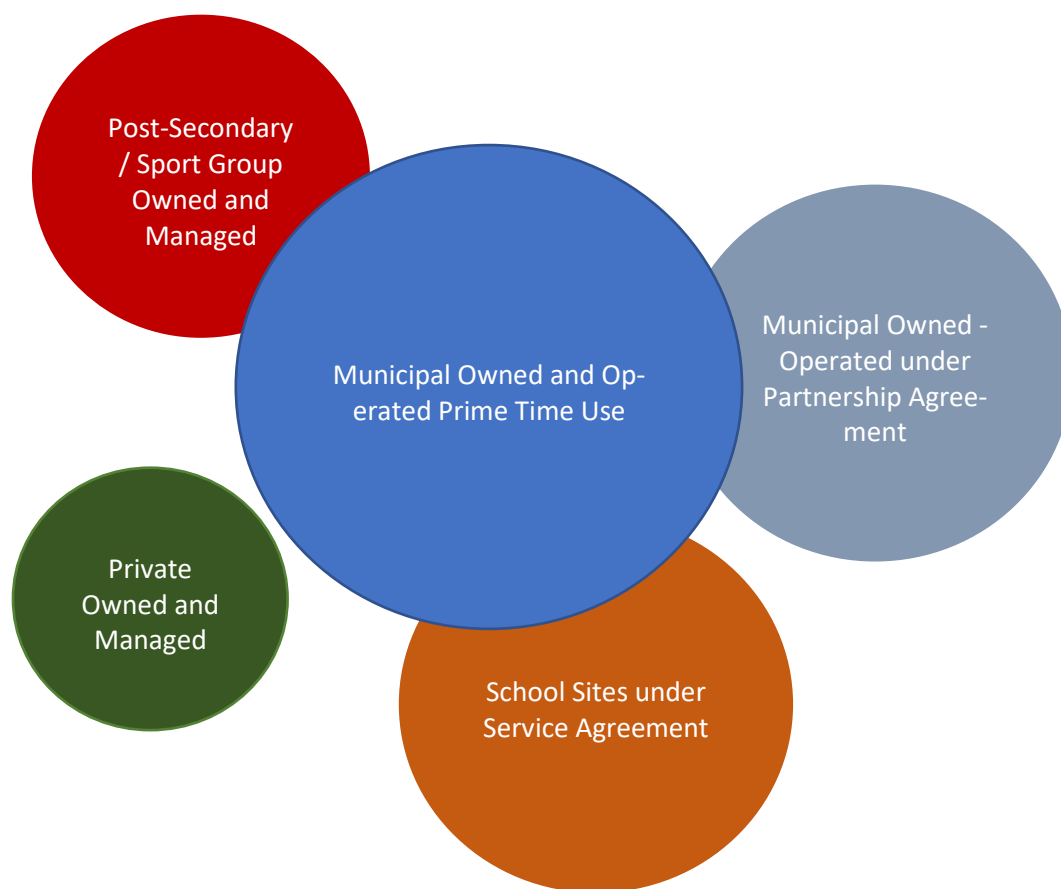 Post-Secondary
/ Sport Group
Owned and
Managed
Municipal Owned and Op-
erated Prime Time Use
Municipal Owned -
Operated under
Partnership Agree-
ment
Private
Owned and
Managed
School Sites under
Service Agreement